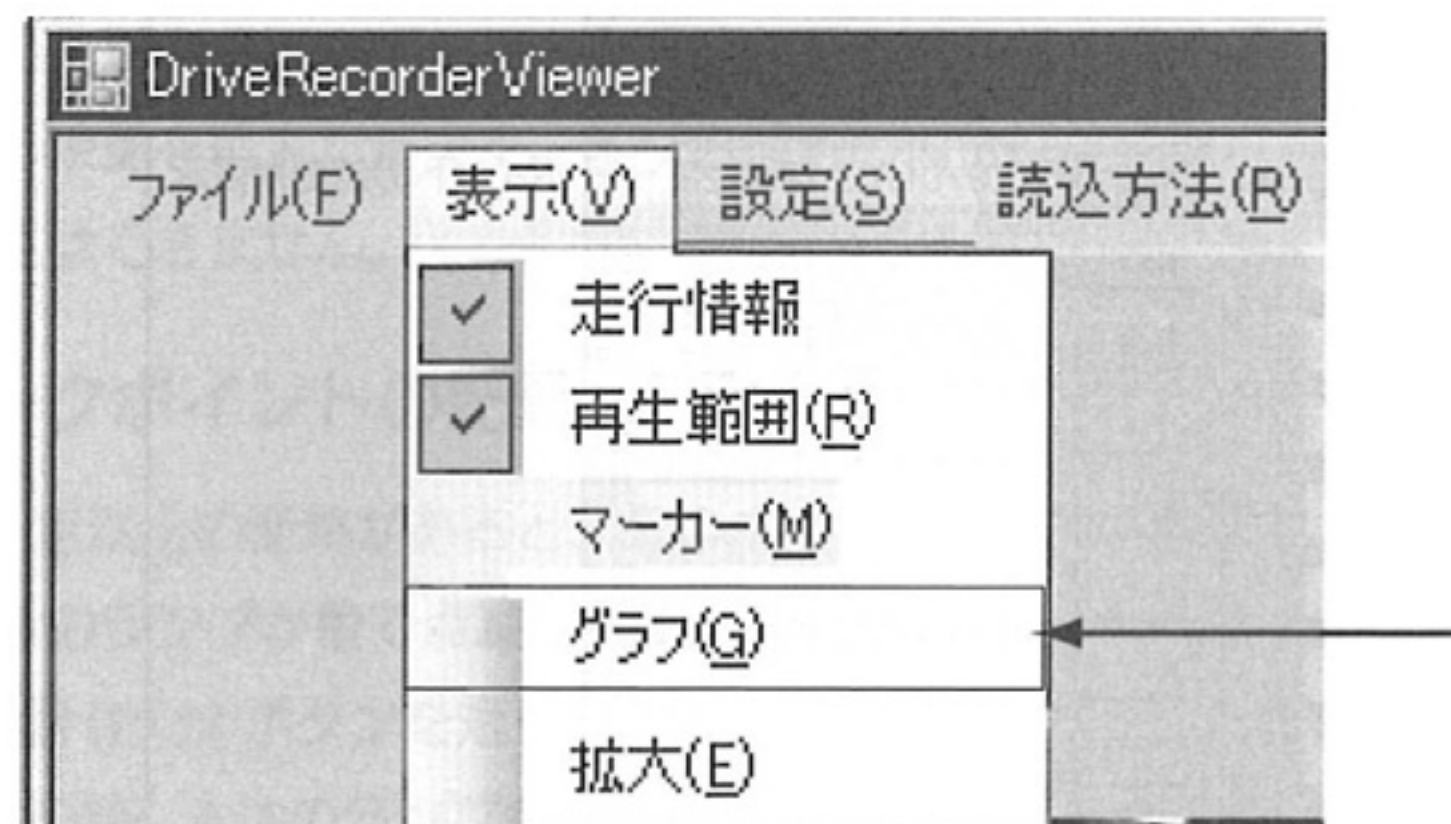 DriveRecorderViewer
ファイル(F) 表示(V) 設定(S) 読込方法(R)
走行情報
再生範囲(R)
マーカー(M)
グラフ(G)
拡大(E)